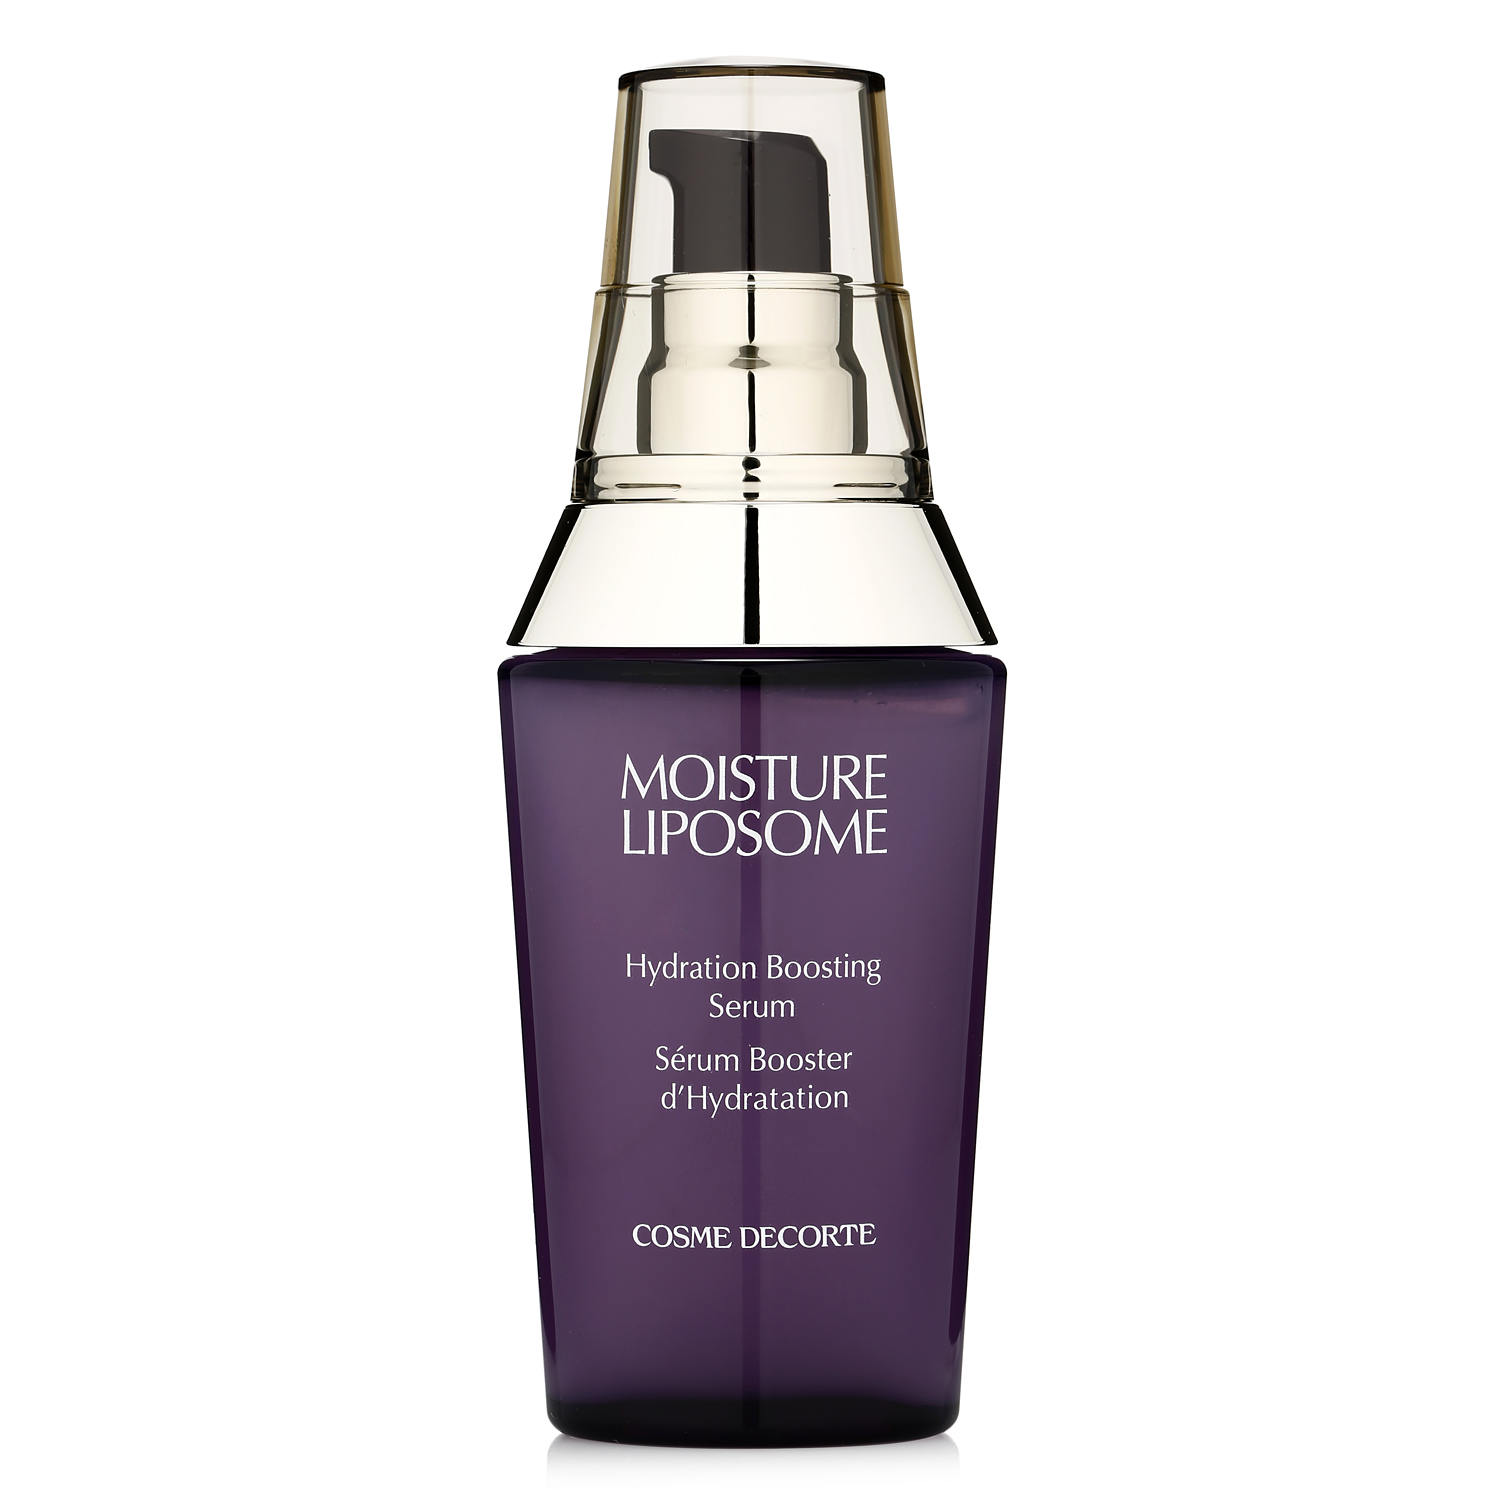 MOISTURE
LIPOSOME
Hydration Boosting
Serum
Sérum Booster
d'Hydratation
COSME DECORTE